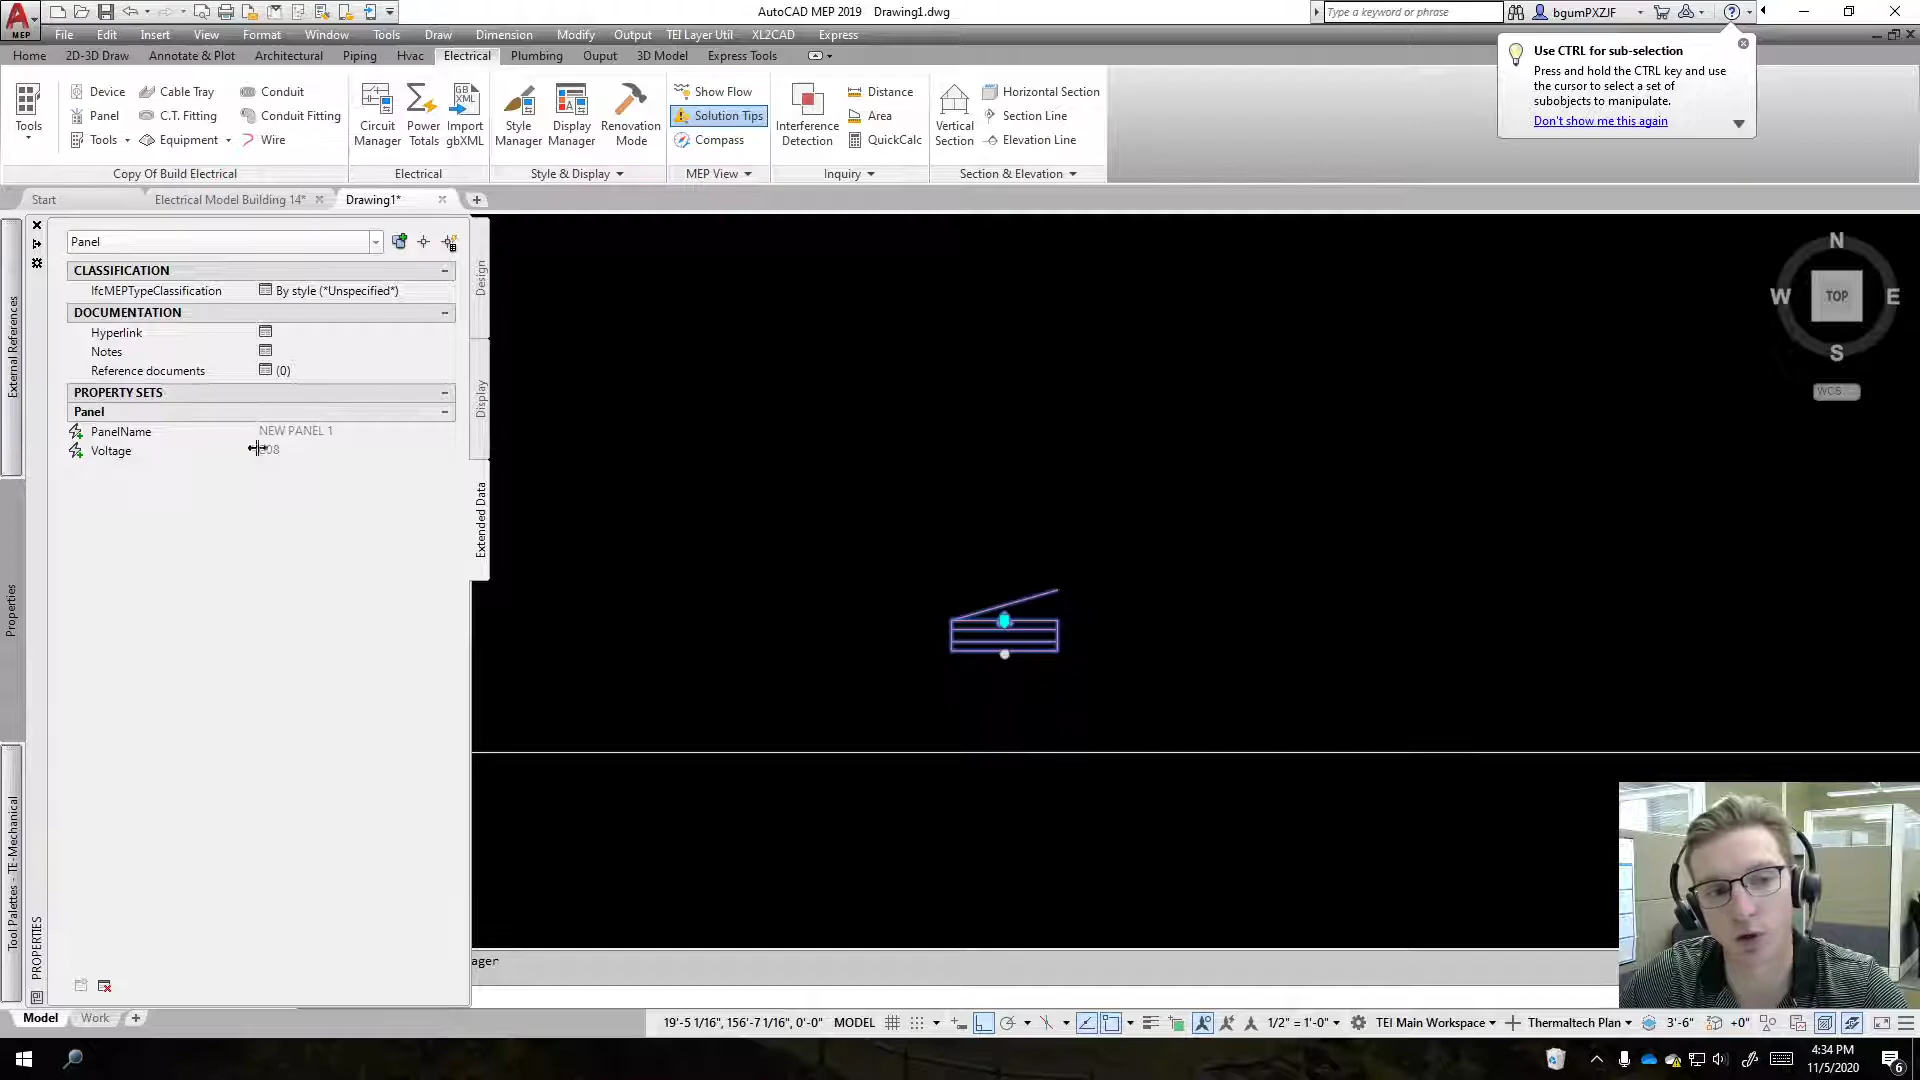 AutoCAD MEP 2019 Drawing1.dwg
Type a keyword or phrase
bgumPXZJF
MEP
File Edit View Insert Format Window Tools Draw Dimension Modify Output TEI Layer Util XL2CAD Express
Home 2D-3D Draw Annotate & Plot Architectural Piping Hvac Electrical Plumbing Ouput 3D Model Express Tools
Use CTRL for sub-selection
Press and hold the CTRL key and use
the cursor to select a set of
subobjects to manipulate.
Don't show me this again
Tools
Device Cable Tray Conduit
Panel C.T. Fitting Conduit Fitting
Tools Equipment Wire
Copy Of Build Electrical
Circuit
Manager
Power
Totals
GB
XML
Import
gbXML
Electrical
Style
Manager
Display
Manager
Renovation
Mode
Style & Display
Show Flow
Solution Tips
Compass
MEP View
Interference
Detection
Distance
Area
QuickCalc
Inquiry
Vertical
Section
Horizontal Section
Section Line
Elevation Line
Section & Elevation
Start Electrical Model Building 14* Drawing1*
Panel
CLASSIFICATION
IfcMEPTypeClassification By style (*Unspecified*)
DOCUMENTATION
Hyperlink
Notes
Reference documents (0)
PROPERTY SETS
Panel
PanelName NEW PANEL 1
Voltage
Design
Display
Extended Data
External References
Properties
Tool Palettes - TE-Mechanical
PROPERTIES
N
W TOP E
S
WCS
ager
Model Work
19'-5 1/16", 156'-7 1/16", 0'-0" MODEL 1/2" = 1'-0" TEI Main Workspace Thermaltech Plan 3'-6" +0"
4:34 PM
11/5/2020
6